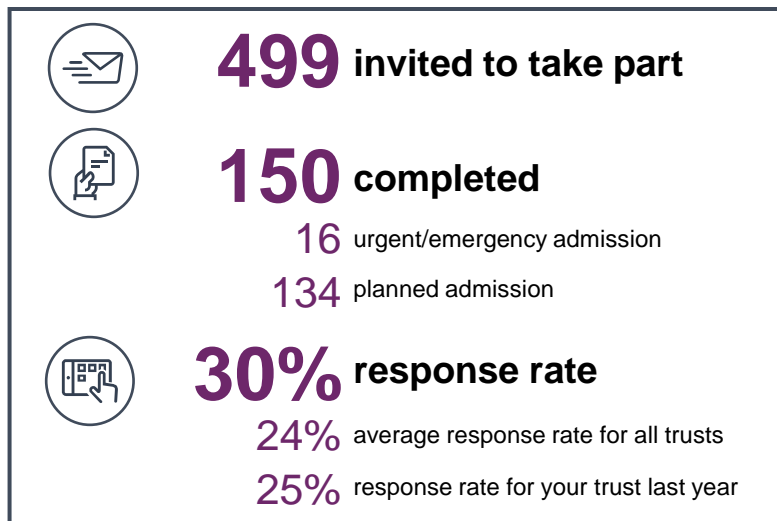 499 invited to take part
150 completed
16 urgent/emergency admission
134 planned admission
30% response rate
24% average response rate for all trusts
25% response rate for your trust last year